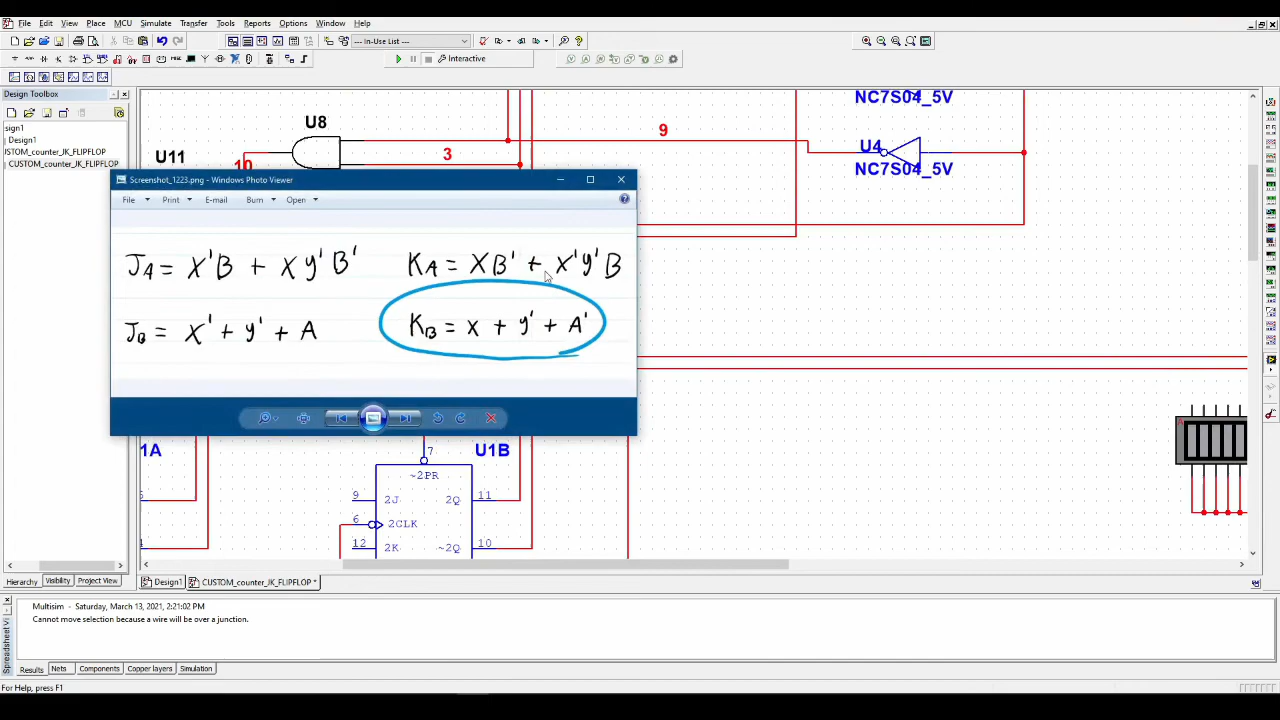 File Edit View Place MCU Simulate Transfer Tools Reports Options Window Help
--- In-Use List ---
Interactive
Design Toolbox
sign1
Design1
ISTOM_counter_JK_FLIPFLOP
CUSTOM_counter_JK_FLIPFLOP
U8
U11
10
3
9
NC7S04_5V
U4
NC7S04_5V
Screenshot_1223.png - Windows Photo Viewer
File Print E-mail Burn Open
JA = X'B + XY'B' KA = XB' + X'Y'B
JB = X' + Y' + A KB = X + Y' + A'
1A
7
U1B
~2PR
9 2J 2Q 11
6 2CLK
12 2K ~2Q 10
Hierarchy Visibility Project View
Design1 CUSTOM_counter_JK_FLIPFLOP *
Multisim - Saturday, March 13, 2021, 2:21:02 PM
Cannot move selection because a wire will be over a junction.
Spreadsheet Vi
Results Nets Components Copper layers Simulation
For Help, press F1